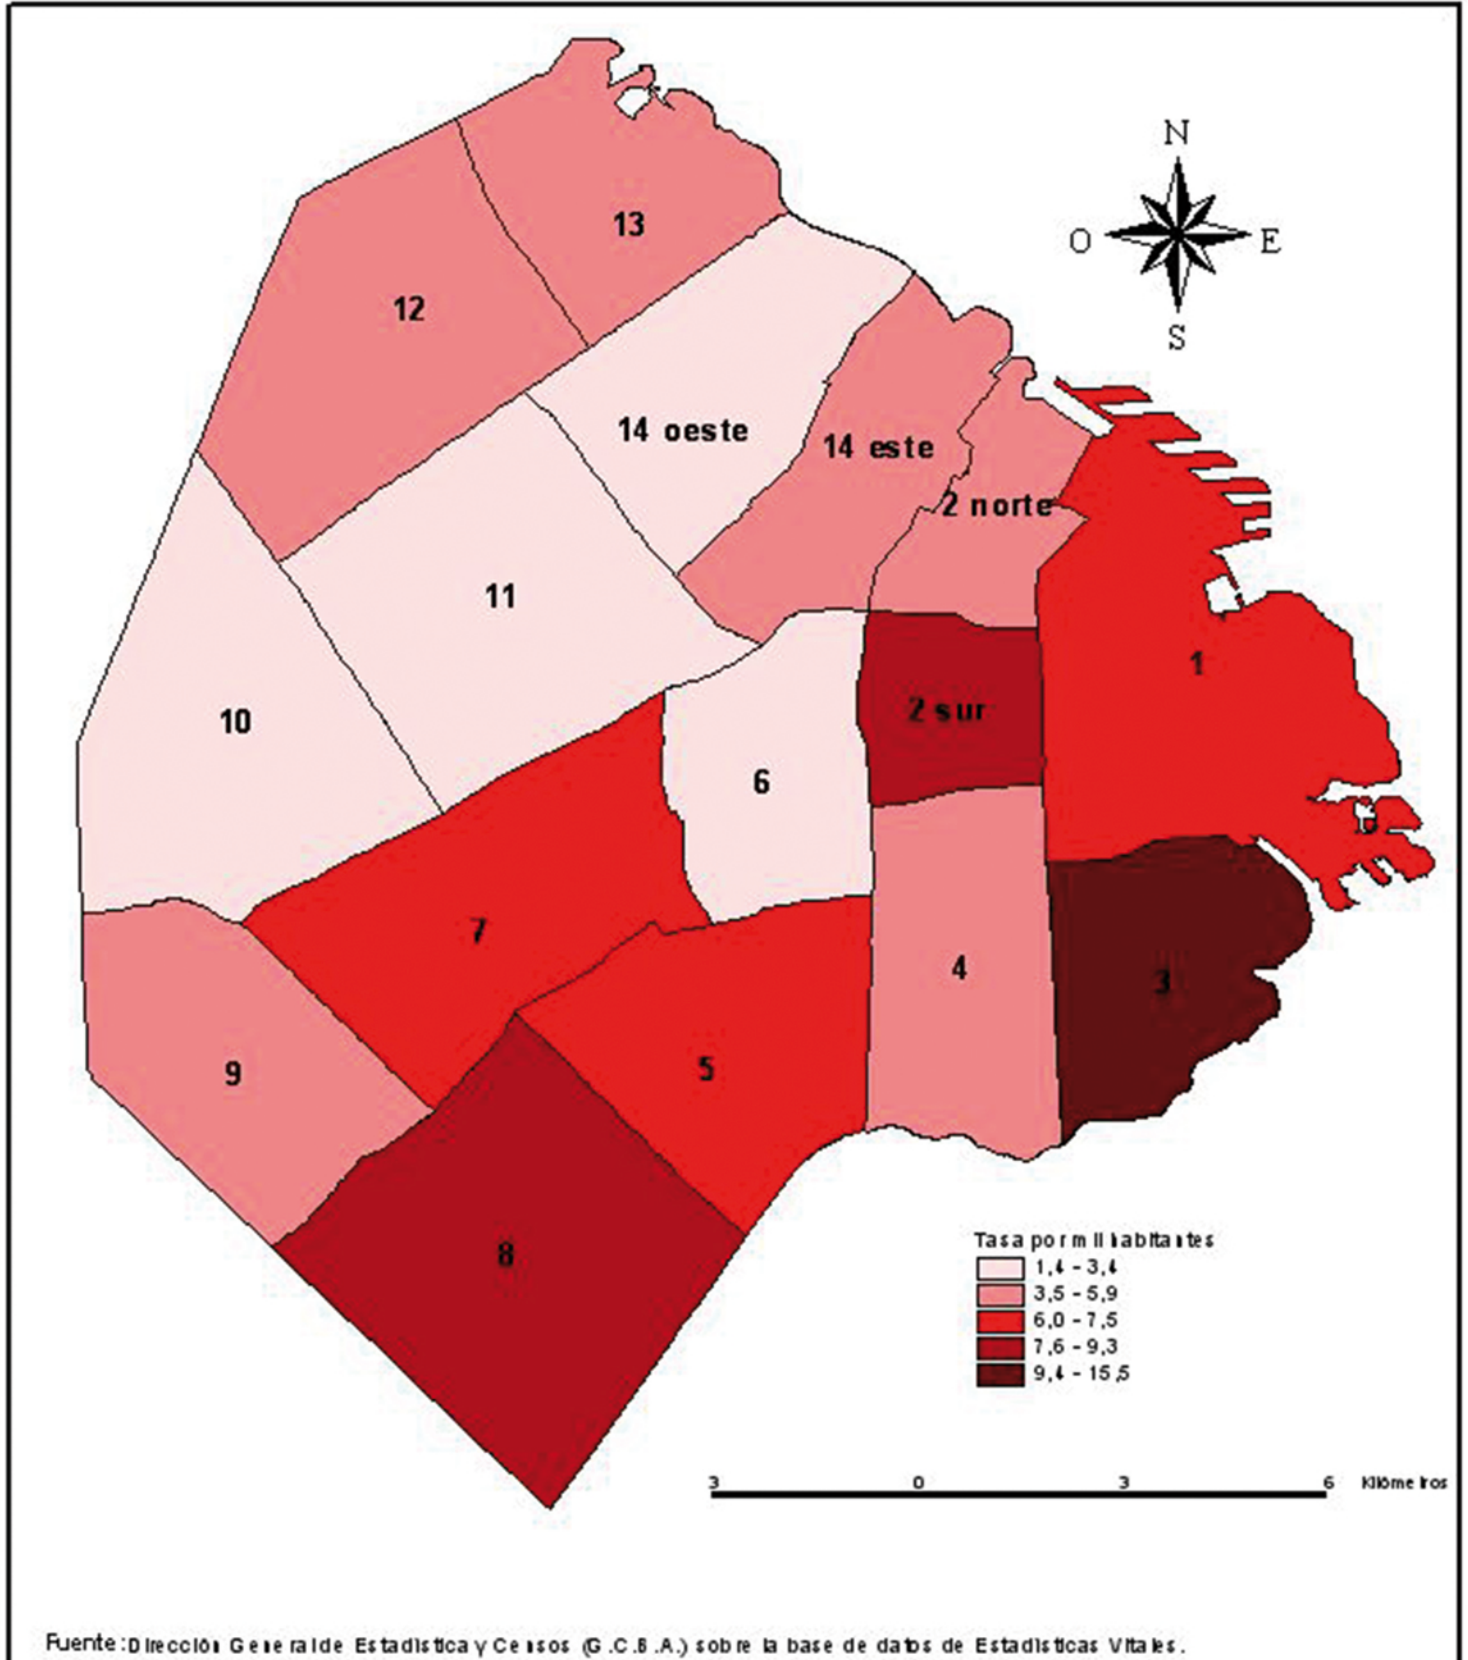 N
O E
S
13
12
14 oeste
14 este
2 norte
11
1
10
2 sur
6
7
4
3
9
5
8
Tasa por mil habitantes
1,4 - 3,4
3,5 - 5,9
6,0 - 7,5
7,6 - 9,3
9,4 - 15,5
3 0 3 6 Kilómetros
Fuente: Dirección General de Estadística y Censos (G.C.B.A.) sobre la base de datos de Estadísticas Vitales.